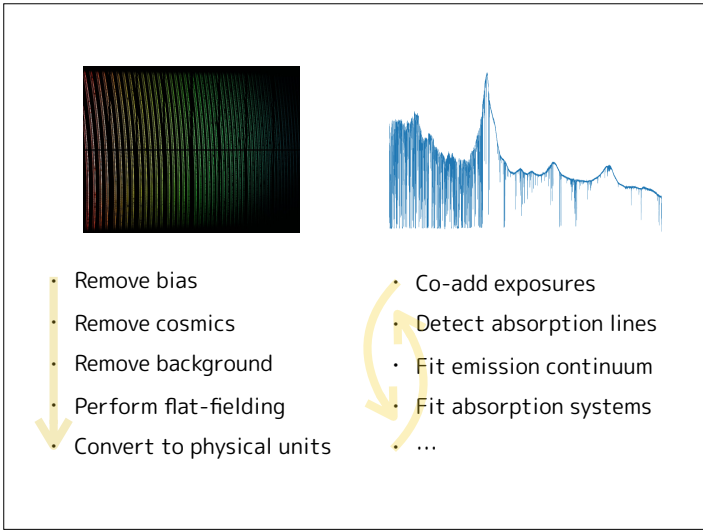 · Remove bias
· Remove cosmics
· Remove background
· Perform flat-fielding
· Convert to physical units
· Co-add exposures
· Detect absorption lines
· Fit emission continuum
· Fit absorption systems
· …